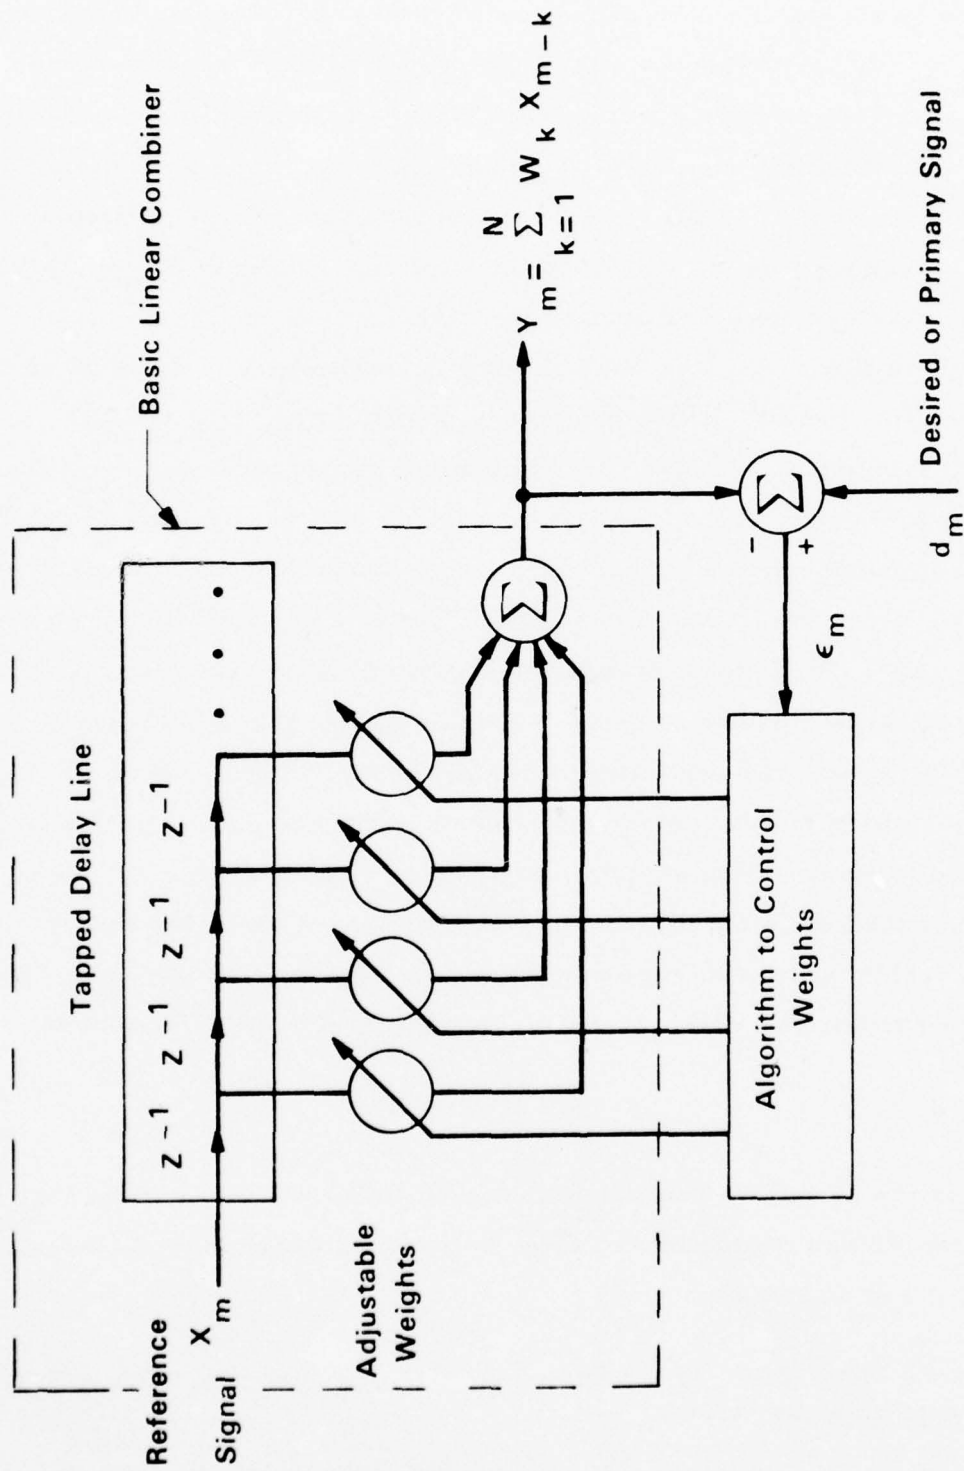 Basic Linear Combiner
Tapped Delay Line
Z-1 Z-1 Z-1 Z-1 • • •
Reference
X_m
Signal
Adjustable
Weights
Σ
Y_m = Σ_{k=1}^{N} W_k X_{m-k}
-
Σ
+
ϵ_m
Algorithm to Control
Weights
d_m
Desired or Primary Signal